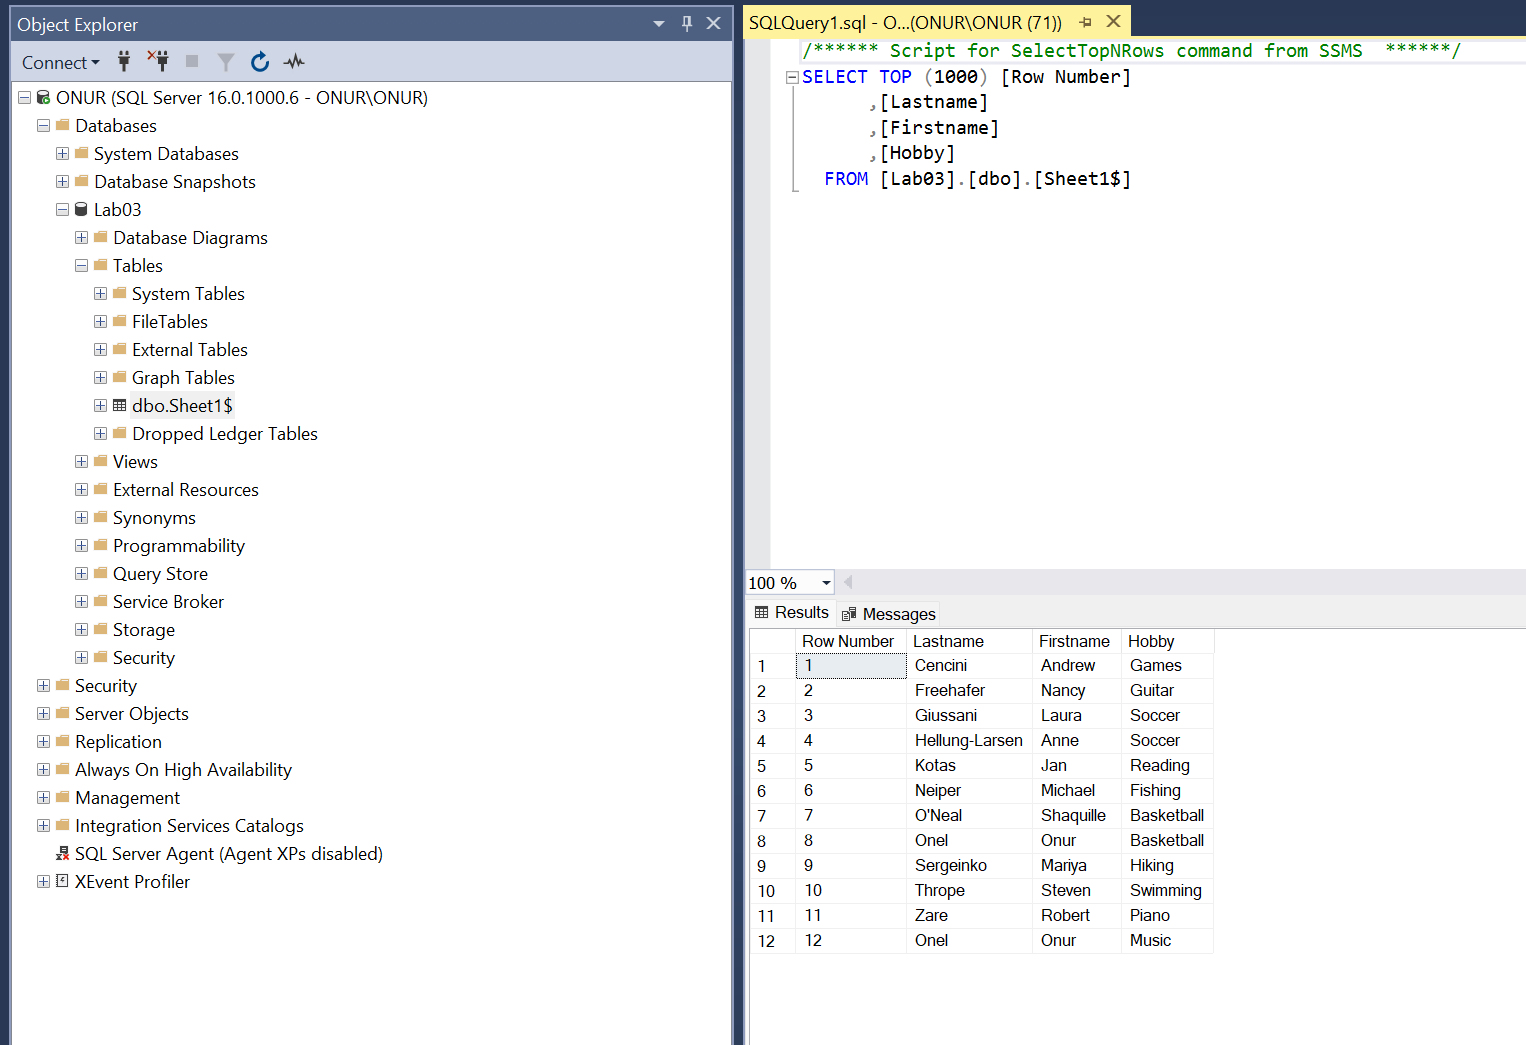 Object Explorer
Connect
ONUR (SQL Server 16.0.1000.6 - ONUR\ONUR)
Databases
System Databases
Database Snapshots
Lab03
Database Diagrams
Tables
System Tables
FileTables
External Tables
Graph Tables
dbo.Sheet1$
Dropped Ledger Tables
Views
External Resources
Synonyms
Programmability
Query Store
Service Broker
Storage
Security
Security
Server Objects
Replication
Always On High Availability
Management
Integration Services Catalogs
SQL Server Agent (Agent XPs disabled)
XEvent Profiler
SQLQuery1.sql - O...(ONUR\ONUR (71))
/****** Script for SelectTopNRows command from SSMS  ******/
SELECT TOP (1000) [Row Number]
,[Lastname]
,[Firstname]
,[Hobby]
FROM [Lab03].[dbo].[Sheet1$]
100 %
Results Messages
Row Number Lastname Firstname Hobby
1 1 Cencini Andrew Games
2 2 Freehafer Nancy Guitar
3 3 Giussani Laura Soccer
4 4 Hellung-Larsen Anne Soccer
5 5 Kotas Jan Reading
6 6 Neiper Michael Fishing
7 7 O'Neal Shaquille Basketball
8 8 Onel Onur Basketball
9 9 Sergeinko Mariya Hiking
10 10 Thrope Steven Swimming
11 11 Zare Robert Piano
12 12 Onel Onur Music